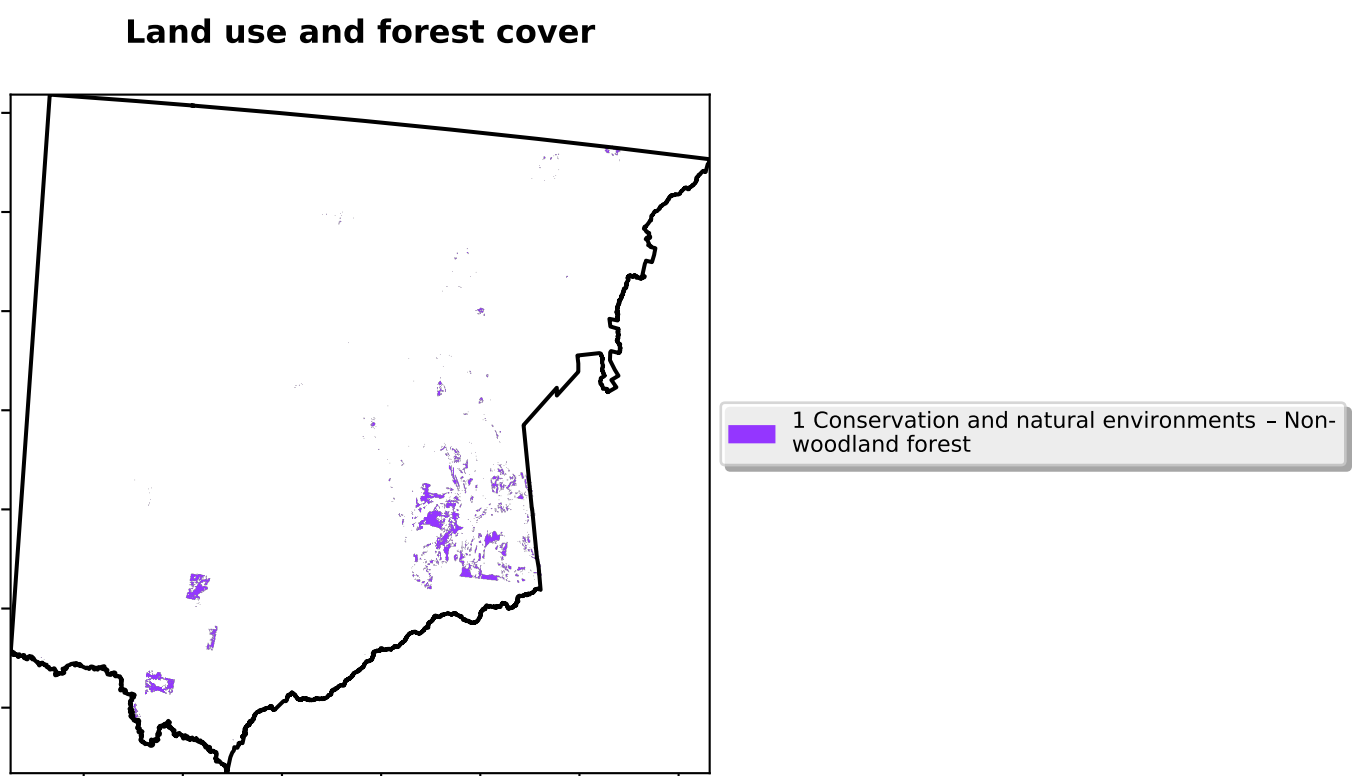 Land use and forest cover
1 Conservation and natural environments – Non-
woodland forest